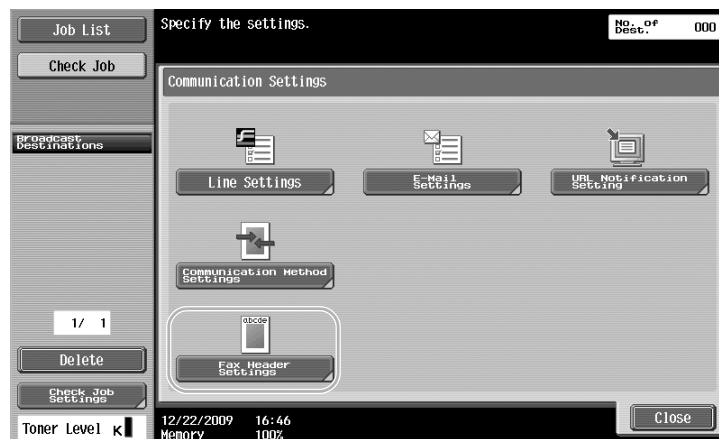 Job List
Check Job
Broadcast
Destinations
1/ 1
Delete
Check Job
Settings
Toner Level K
Specify the settings.
No. of
Dest.
000
Communication Settings
Line Settings
E-Mail
Settings
URL Notification
Setting
Communication Method
Settings
abcde
Fax Header
Settings
12/22/2009 16:46
Memory 100%
Close